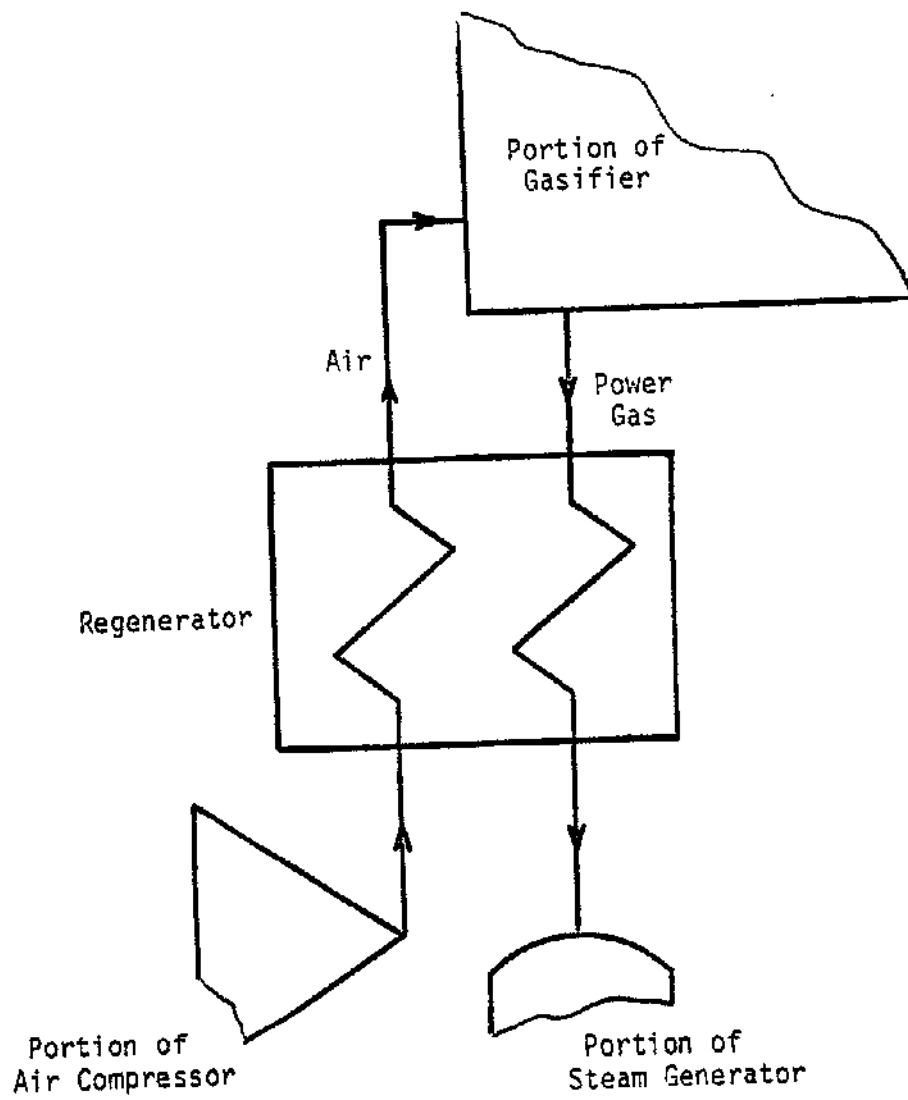 Portion of
Gasifier
Air
Power
Gas
Regenerator
Portion of
Air Compressor
Portion of
Steam Generator